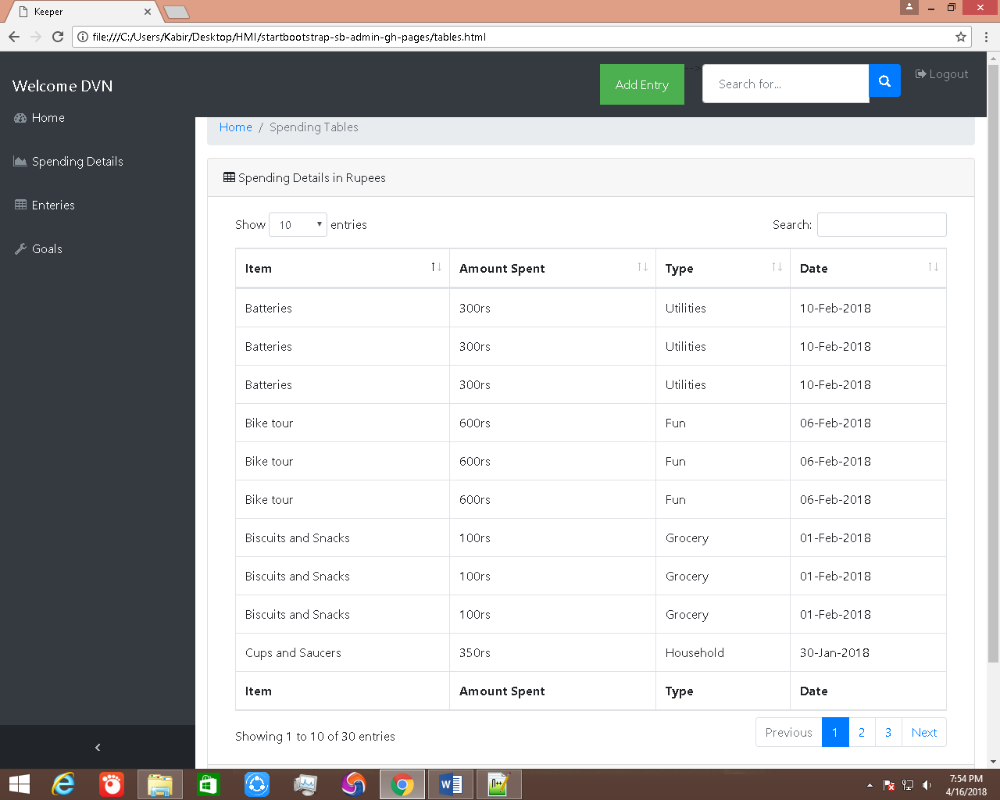 Keeper
file:///C:/Users/Kabir/Desktop/HMI/startbootstrap-sb-admin-gh-pages/tables.html
Welcome DVN
Add Entry
-->
Search for...
Logout
Home
Spending Details
Enteries
Goals
Home / Spending Tables
Spending Details in Rupees
Show 10 entries Search:
Item Amount Spent Type Date
Batteries 300rs Utilities 10-Feb-2018
Batteries 300rs Utilities 10-Feb-2018
Batteries 300rs Utilities 10-Feb-2018
Bike tour 600rs Fun 06-Feb-2018
Bike tour 600rs Fun 06-Feb-2018
Bike tour 600rs Fun 06-Feb-2018
Biscuits and Snacks 100rs Grocery 01-Feb-2018
Biscuits and Snacks 100rs Grocery 01-Feb-2018
Biscuits and Snacks 100rs Grocery 01-Feb-2018
Cups and Saucers 350rs Household 30-Jan-2018
Item Amount Spent Type Date
Showing 1 to 10 of 30 entries
Previous 1 2 3 Next
7:54 PM
4/16/2018